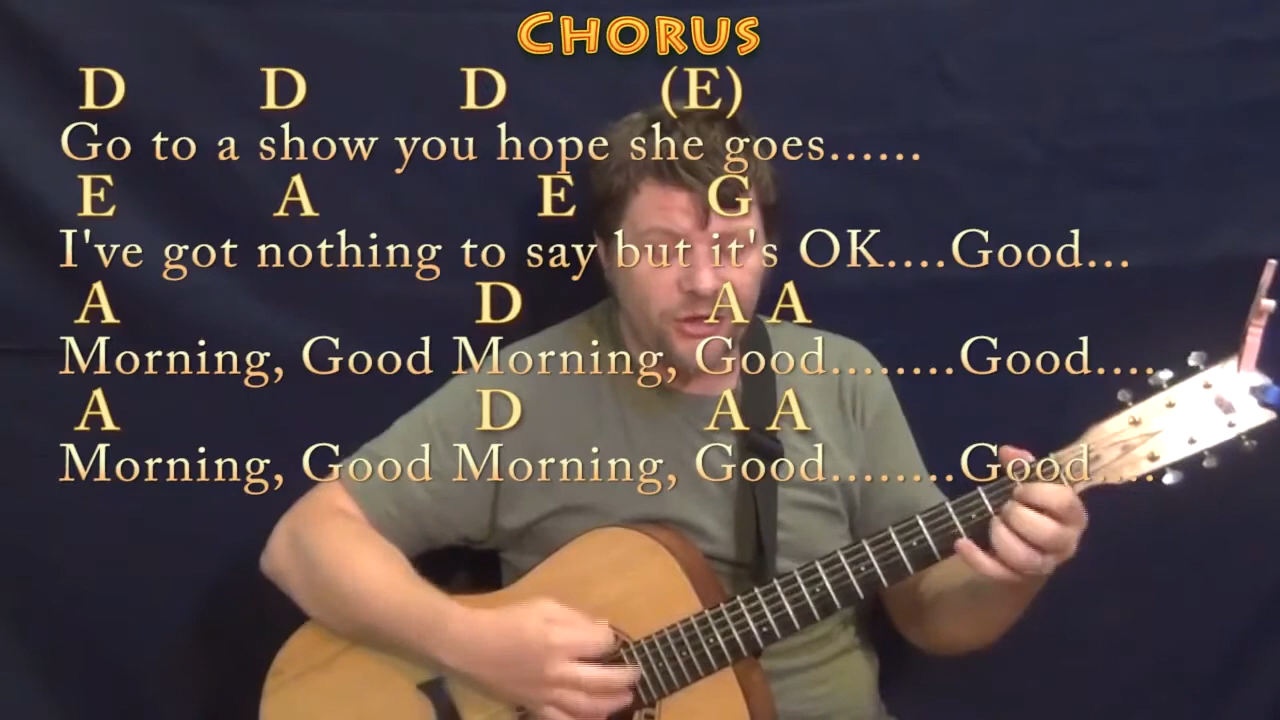 CHORUS
D D D (E)
Go to a show you hope she goes......
E A E G
I've got nothing to say but it's OK....Good...
A D A A
Morning, Good Morning, Good........Good....
A D A A
Morning, Good Morning, Good........Good....